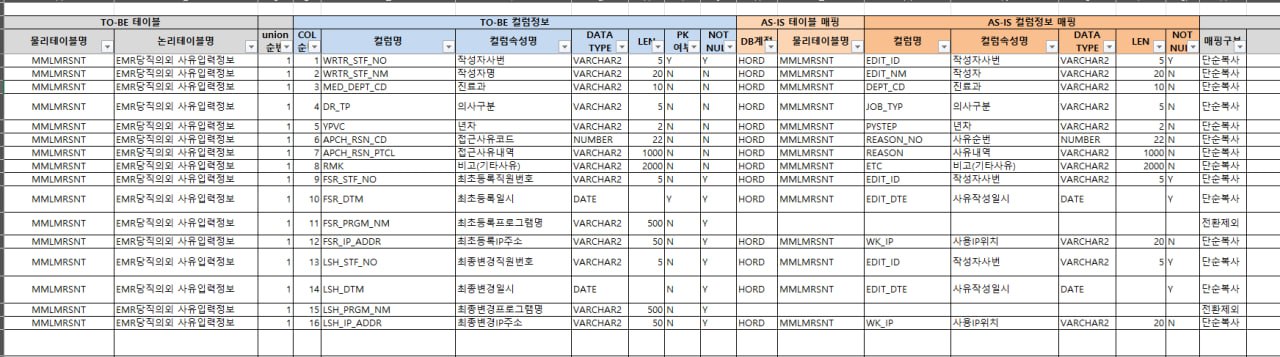 TO-BE 테이블 TO-BE 컬럼정보 AS-IS 테이블 매핑 AS-IS 컬럼정보 매핑
물리테이블명 논리테이블명 union 순번 COL 순 컬럼명 컬럼속성명 DATA TYPE LEN PK 여부 NOT NUL DB계정 물리테이블명 컬럼명 컬럼속성명 DATA TYPE LEN NOT NUL 매핑구분
MMLMRSNT EMR당직의외 사유입력정보 1 1 WRTR_STF_NO 작성자사번 VARCHAR2 5 Y Y HORD MMLMRSNT EDIT_ID 작성자사번 VARCHAR2 5 Y 단순복사
MMLMRSNT EMR당직의외 사유입력정보 1 2 WRTR_STF_NM 작성자명 VARCHAR2 20 N N HORD MMLMRSNT EDIT_NM 작성자 VARCHAR2 20 N 단순복사
MMLMRSNT EMR당직의외 사유입력정보 1 3 MED_DEPT_CD 진료과 VARCHAR2 10 N N HORD MMLMRSNT DEPT_CD 진료과 VARCHAR2 10 N 단순복사
MMLMRSNT EMR당직의외 사유입력정보 1 4 DR_TP 의사구분 VARCHAR2 5 N N HORD MMLMRSNT JOB_TYP 의사구분 VARCHAR2 5 N 단순복사
MMLMRSNT EMR당직의외 사유입력정보 1 5 YPVC 년차 VARCHAR2 2 N N HORD MMLMRSNT PYSTEP 년차 VARCHAR2 2 N 단순복사
MMLMRSNT EMR당직의외 사유입력정보 1 6 APCH_RSN_CD 접근사유코드 NUMBER 22 N N HORD MMLMRSNT REASON_NO 사유순번 NUMBER 22 N 단순복사
MMLMRSNT EMR당직의외 사유입력정보 1 7 APCH_RSN_PTCL 접근사유내역 VARCHAR2 1000 N N HORD MMLMRSNT REASON 사유내역 VARCHAR2 1000 N 단순복사
MMLMRSNT EMR당직의외 사유입력정보 1 8 RMK 비고(기타사유) VARCHAR2 2000 N N HORD MMLMRSNT ETC 비고(기타사유) VARCHAR2 2000 N 단순복사
MMLMRSNT EMR당직의외 사유입력정보 1 9 FSR_STF_NO 최초등록직원번호 VARCHAR2 5 N Y HORD MMLMRSNT EDIT_ID 작성자사번 VARCHAR2 5 Y 단순복사
MMLMRSNT EMR당직의외 사유입력정보 1 10 FSR_DTM 최초등록일시 DATE Y Y HORD MMLMRSNT EDIT_DTE 사유작성일시 DATE Y 단순복사
MMLMRSNT EMR당직의외 사유입력정보 1 11 FSR_PRGM_NM 최초등록프로그램명 VARCHAR2 500 N Y 전환제외
MMLMRSNT EMR당직의외 사유입력정보 1 12 FSR_IP_ADDR 최초등록IP주소 VARCHAR2 50 N Y HORD MMLMRSNT WK_IP 사용IP위치 VARCHAR2 20 N 단순복사
MMLMRSNT EMR당직의외 사유입력정보 1 13 LSH_STF_NO 최종변경직원번호 VARCHAR2 5 N Y HORD MMLMRSNT EDIT_ID 작성자사번 VARCHAR2 5 Y 단순복사
MMLMRSNT EMR당직의외 사유입력정보 1 14 LSH_DTM 최종변경일시 DATE N Y HORD MMLMRSNT EDIT_DTE 사유작성일시 DATE Y 단순복사
MMLMRSNT EMR당직의외 사유입력정보 1 15 LSH_PRGM_NM 최종변경프로그램명 VARCHAR2 500 N Y 전환제외
MMLMRSNT EMR당직의외 사유입력정보 1 16 LSH_IP_ADDR 최종변경IP주소 VARCHAR2 50 N Y HORD MMLMRSNT WK_IP 사용IP위치 VARCHAR2 20 N 단순복사